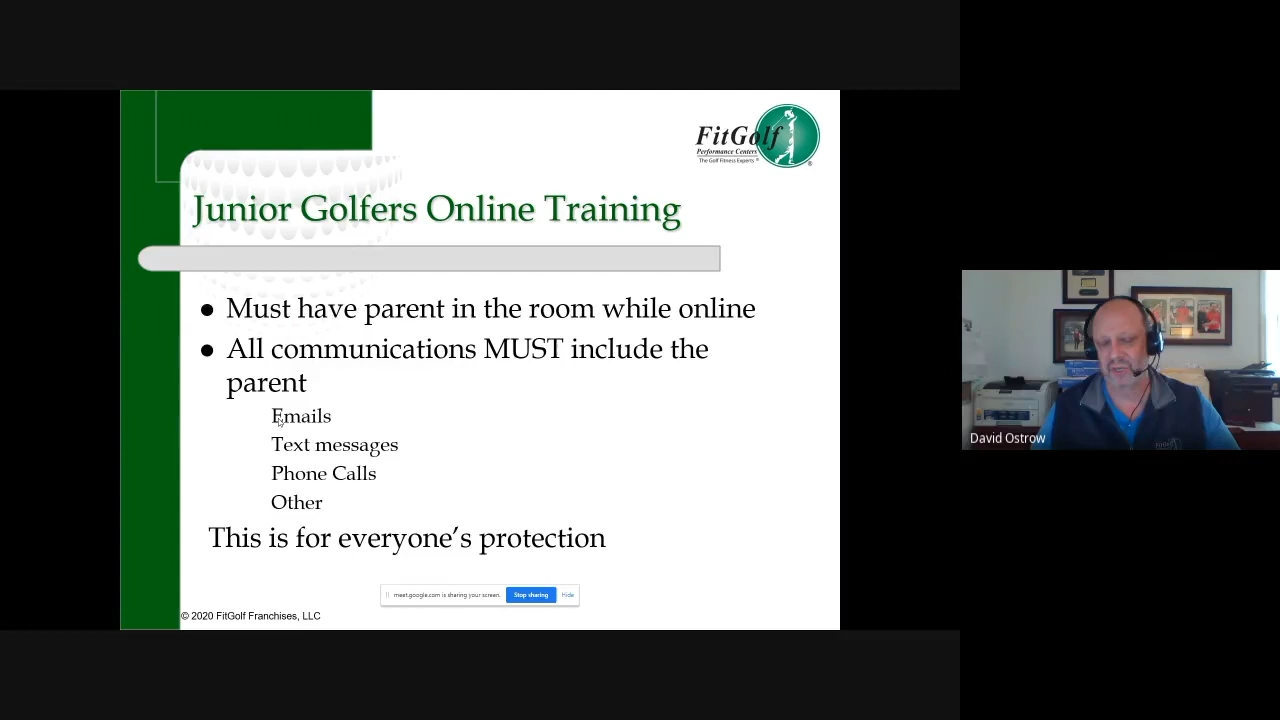 FitGolf
Performance Centers
The Golf Fitness Experts ®
®
Junior Golfers Online Training
● Must have parent in the room while online
● All communications MUST include the
parent
Emails
Text messages
Phone Calls
Other
This is for everyone’s protection
meet.google.com is sharing your screen.
Stop sharing
Hide
© 2020 FitGolf Franchises, LLC
David Ostrow